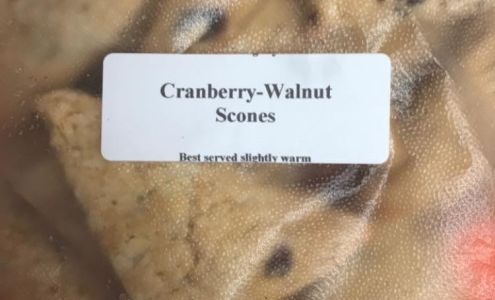 Cranberry-Walnut
Scones
Best served slightly warm